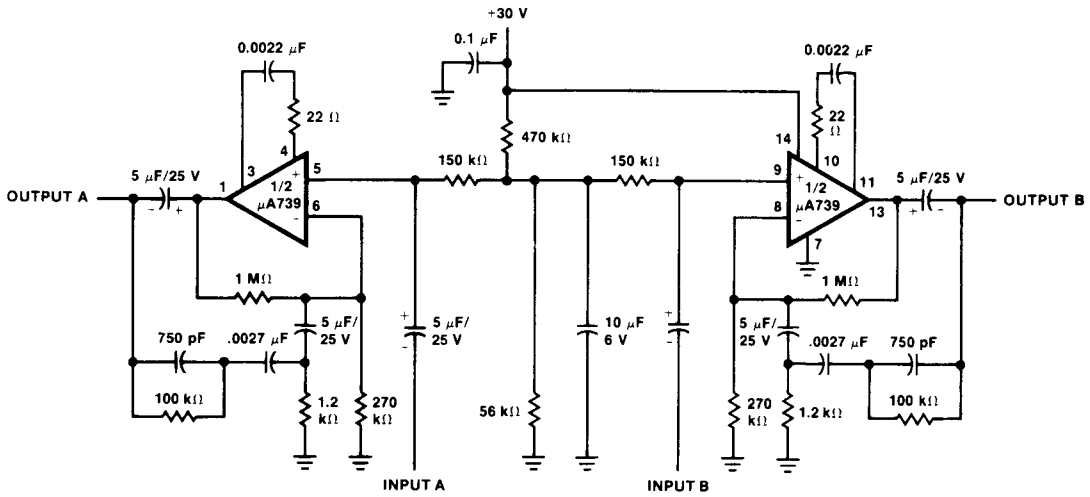 +30 V
0.1 µF
0.0022 µF
0.0022 µF
22 Ω
22
Ω
470 kΩ
14
10
3
4
150 kΩ
150 kΩ
5 µF/25 V
5
9
11
5 µF/25 V
OUTPUT A
1
1/2
µA739
+
-
6
8
+
-
1/2
µA739
13
OUTPUT B
-
+
+
-
7
1 MΩ
1 MΩ
5 µF/
25 V
+
-
5 µF/
25 V
10 µF
6 V
+
-
5 µF/
25 V
750 pF
.0027 µF
.0027 µF
750 pF
100 kΩ
1.2
kΩ
270
kΩ
56 kΩ
270
kΩ
1.2 kΩ
100 kΩ
INPUT A
INPUT B